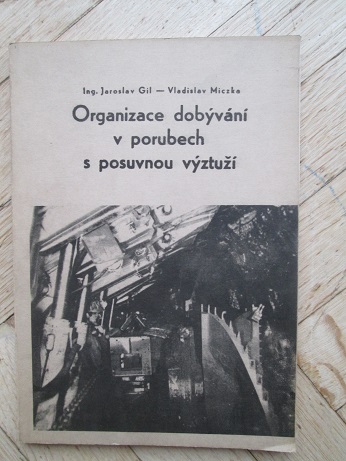 Ing. Jaroslav Gil — Vladislav Miczka
Organizace dobývání
v porubech
s posuvnou výztuží